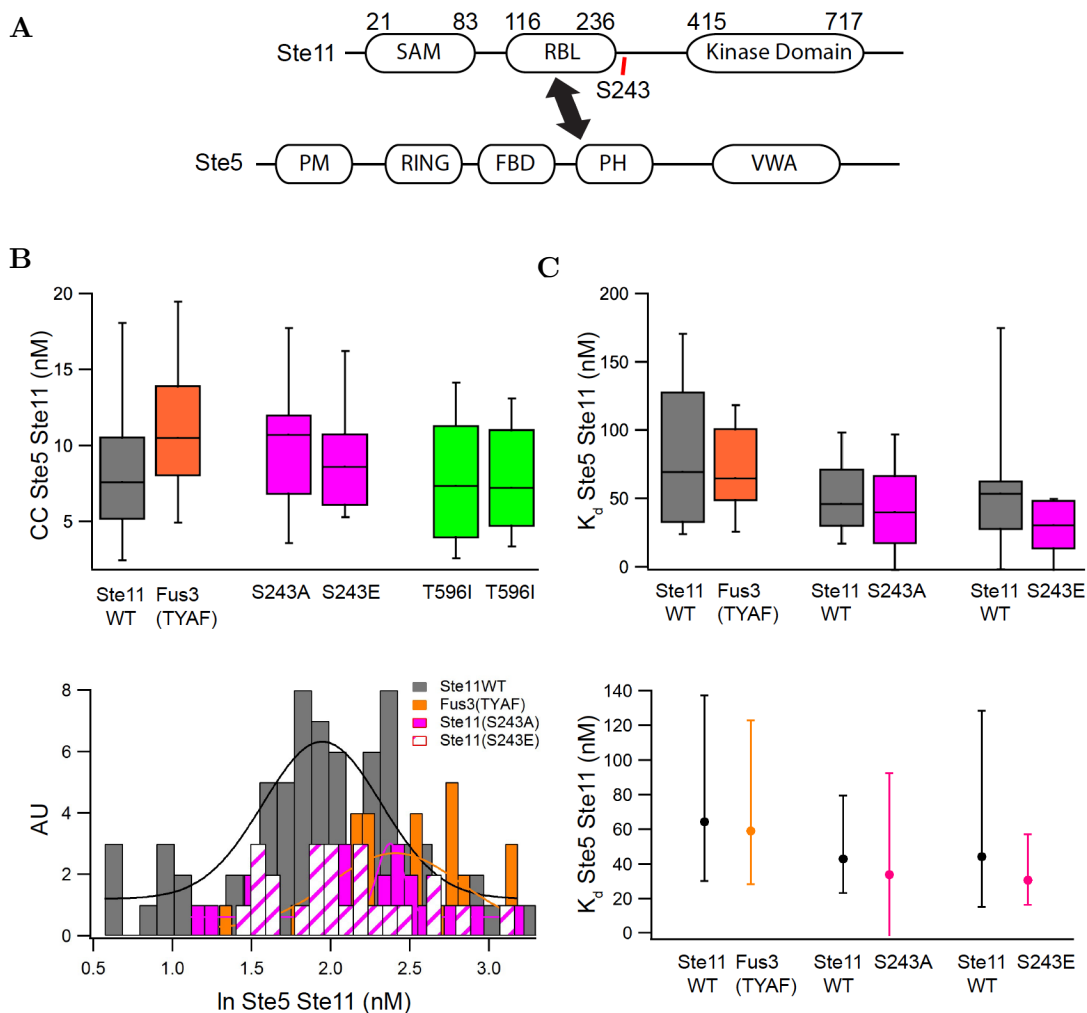 A
21 83 116 236 415 717
Ste11 SAM RBL Kinase Domain
S243
Ste5 PM RING FBD PH VWA
B
20
15
10
5
CC Ste5 Ste11 (nM)
Ste11 Fus3 S243A S243E T596I T596I
WT (TYAF)
C
200
150
100
50
0
Kd Ste5 Ste11 (nM)
Ste11 Fus3 Ste11 S243A Ste11 S243E
WT (TYAF) WT WT
8
6
4
2
0
AU
Ste11WT
Fus3(TYAF)
Ste11(S243A)
Ste11(S243E)
0.5 1.0 1.5 2.0 2.5 3.0
ln Ste5 Ste11 (nM)
140
120
100
80
60
40
20
0
Kd Ste5 Ste11 (nM)
Ste11 Fus3 Ste11 S243A Ste11 S243E
WT (TYAF) WT WT